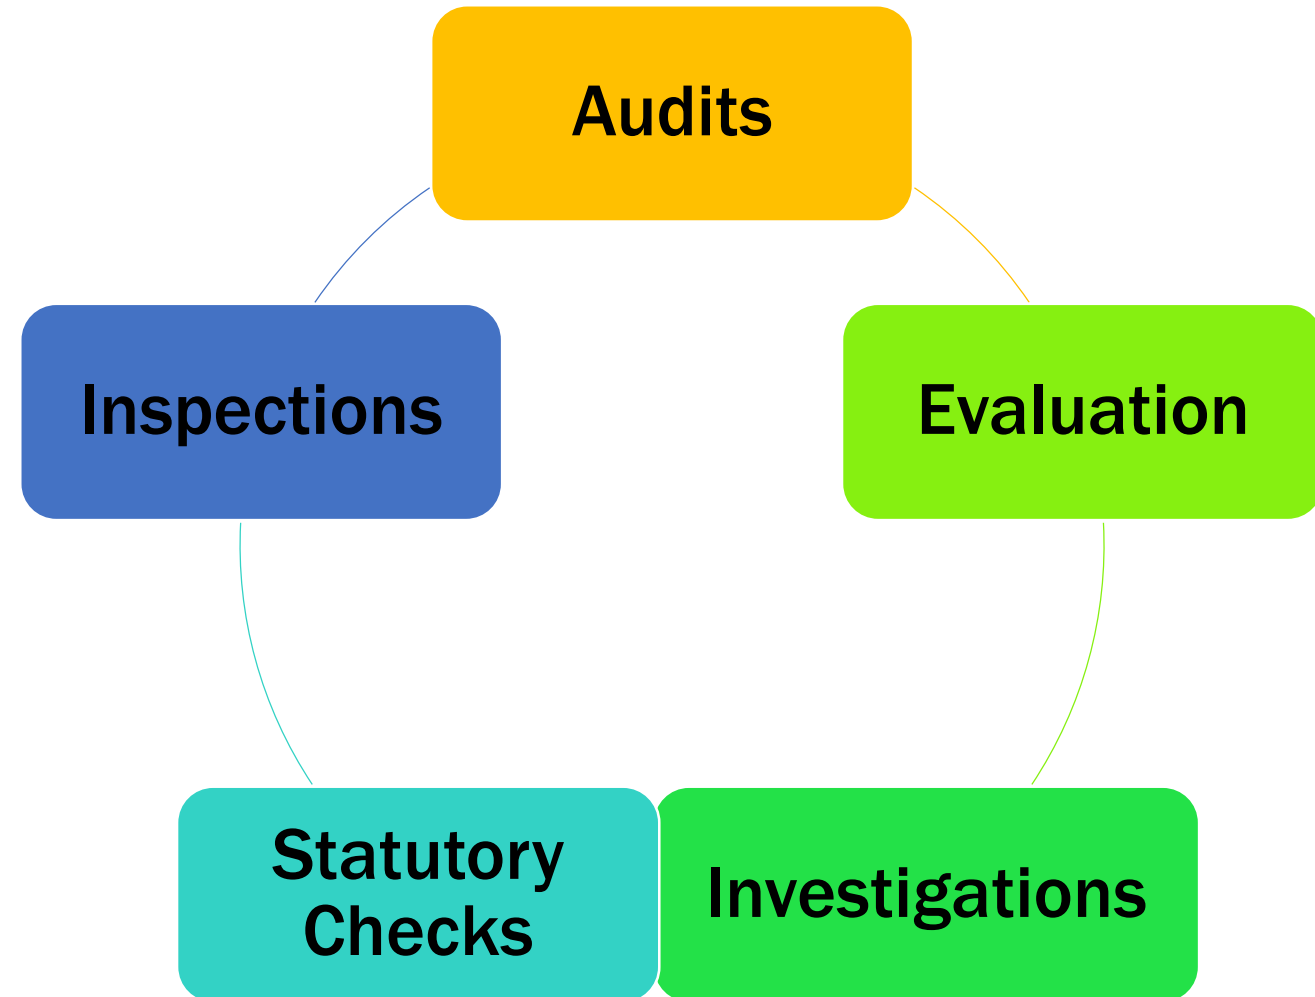 Audits
Inspections
Evaluation
Statutory
Checks
Investigations